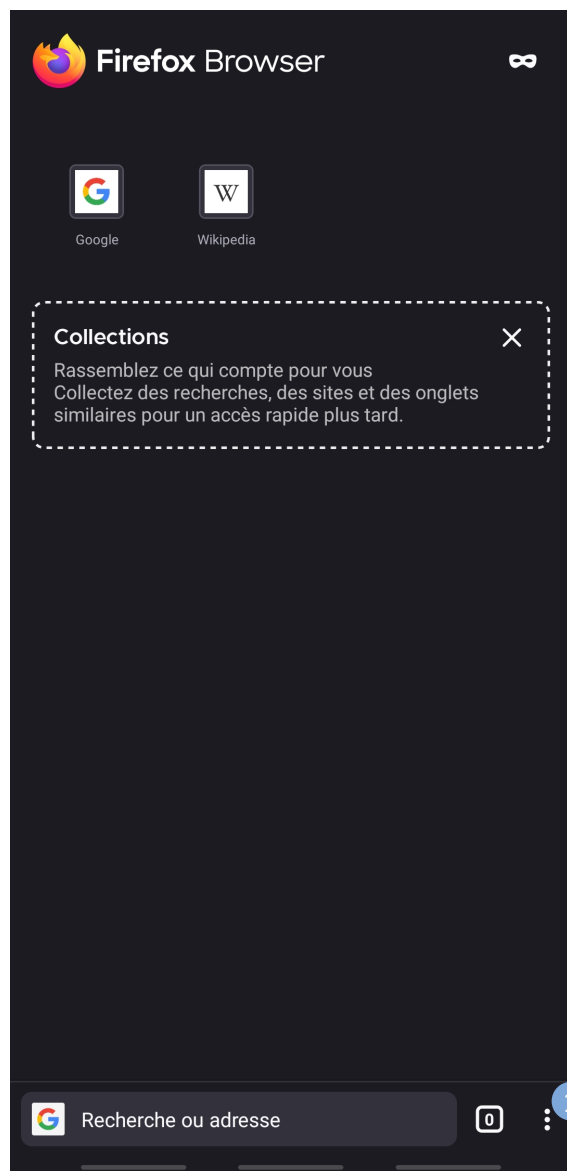 Firefox Browser
Google
Wikipedia
Collections
Rassemblez ce qui compte pour vous
Collectez des recherches, des sites et des onglets
similaires pour un accès rapide plus tard.
Recherche ou adresse
0